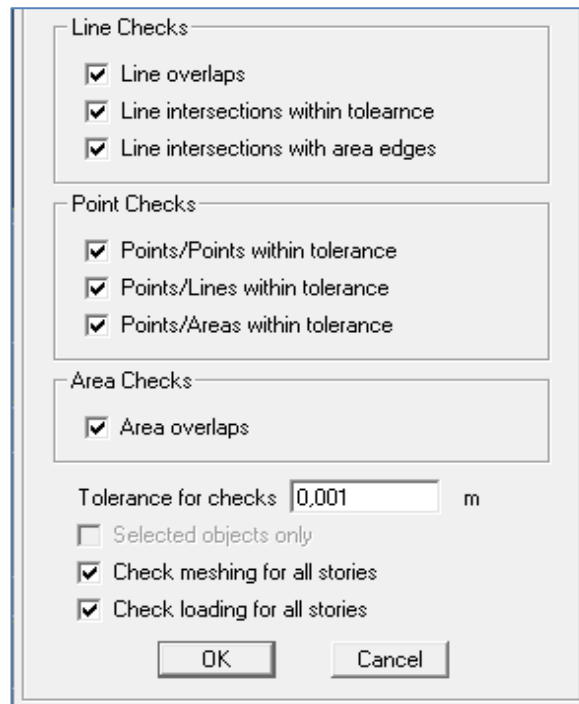 Line Checks
Line overlaps
Line intersections within tolearnce
Line intersections with area edges
Point Checks
Points/Points within tolerance
Points/Lines within tolerance
Points/Areas within tolerance
Area Checks
Area overlaps
Tolerance for checks 0,001 m
Selected objects only
Check meshing for all stories
Check loading for all stories
OK Cancel